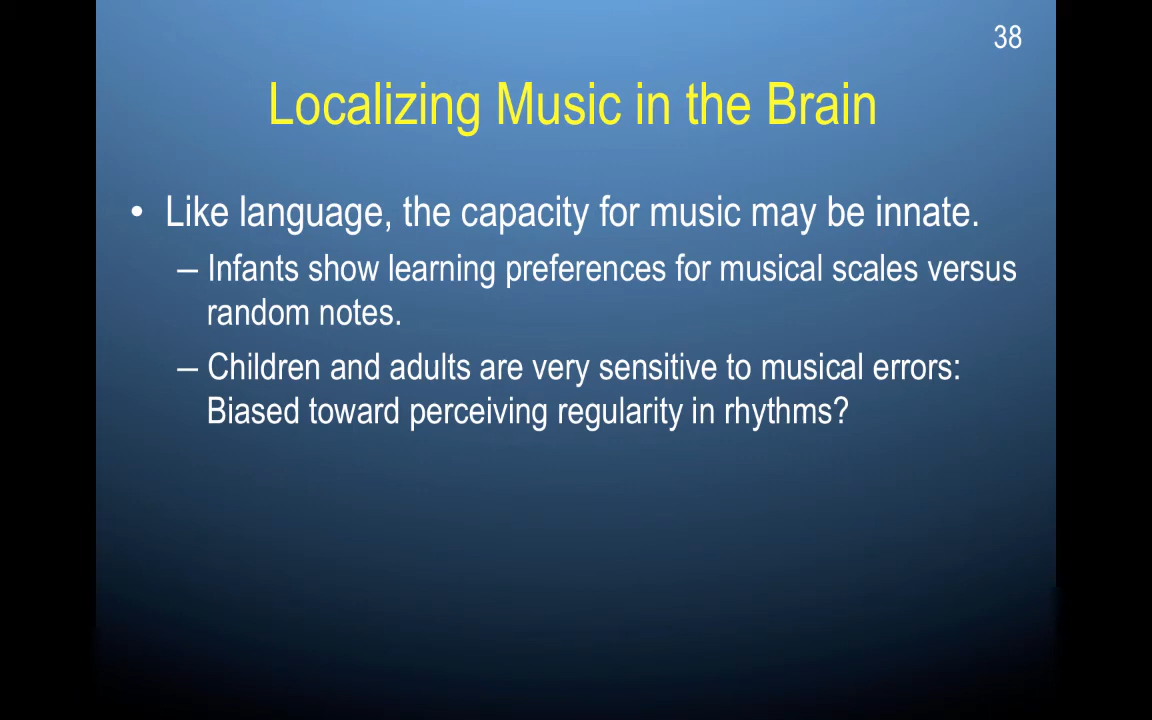 38
Localizing Music in the Brain
• Like language, the capacity for music may be innate.
– Infants show learning preferences for musical scales versus
random notes.
– Children and adults are very sensitive to musical errors:
Biased toward perceiving regularity in rhythms?